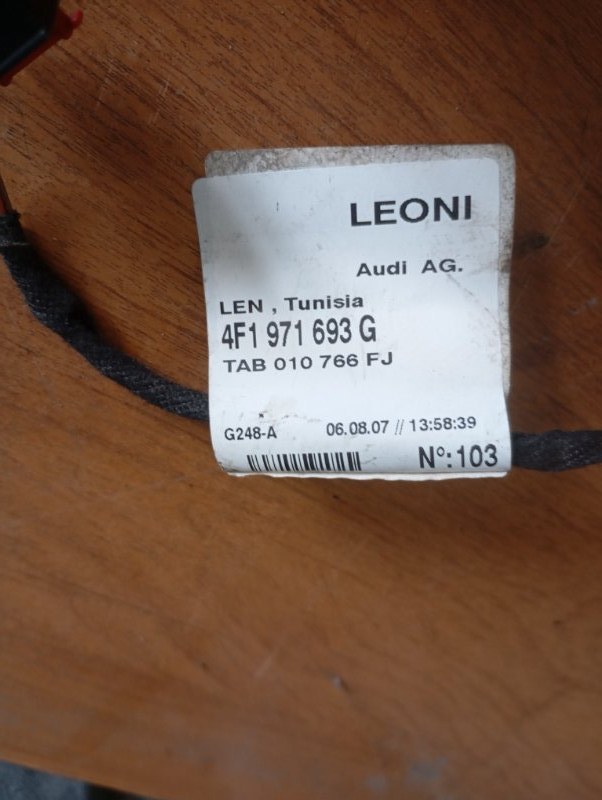 LEONI
Audi AG.
LEN , Tunisia
4F1 971 693 G
TAB 010 766 FJ
G248-A 06.08.07 // 13:58:39
Nº:103